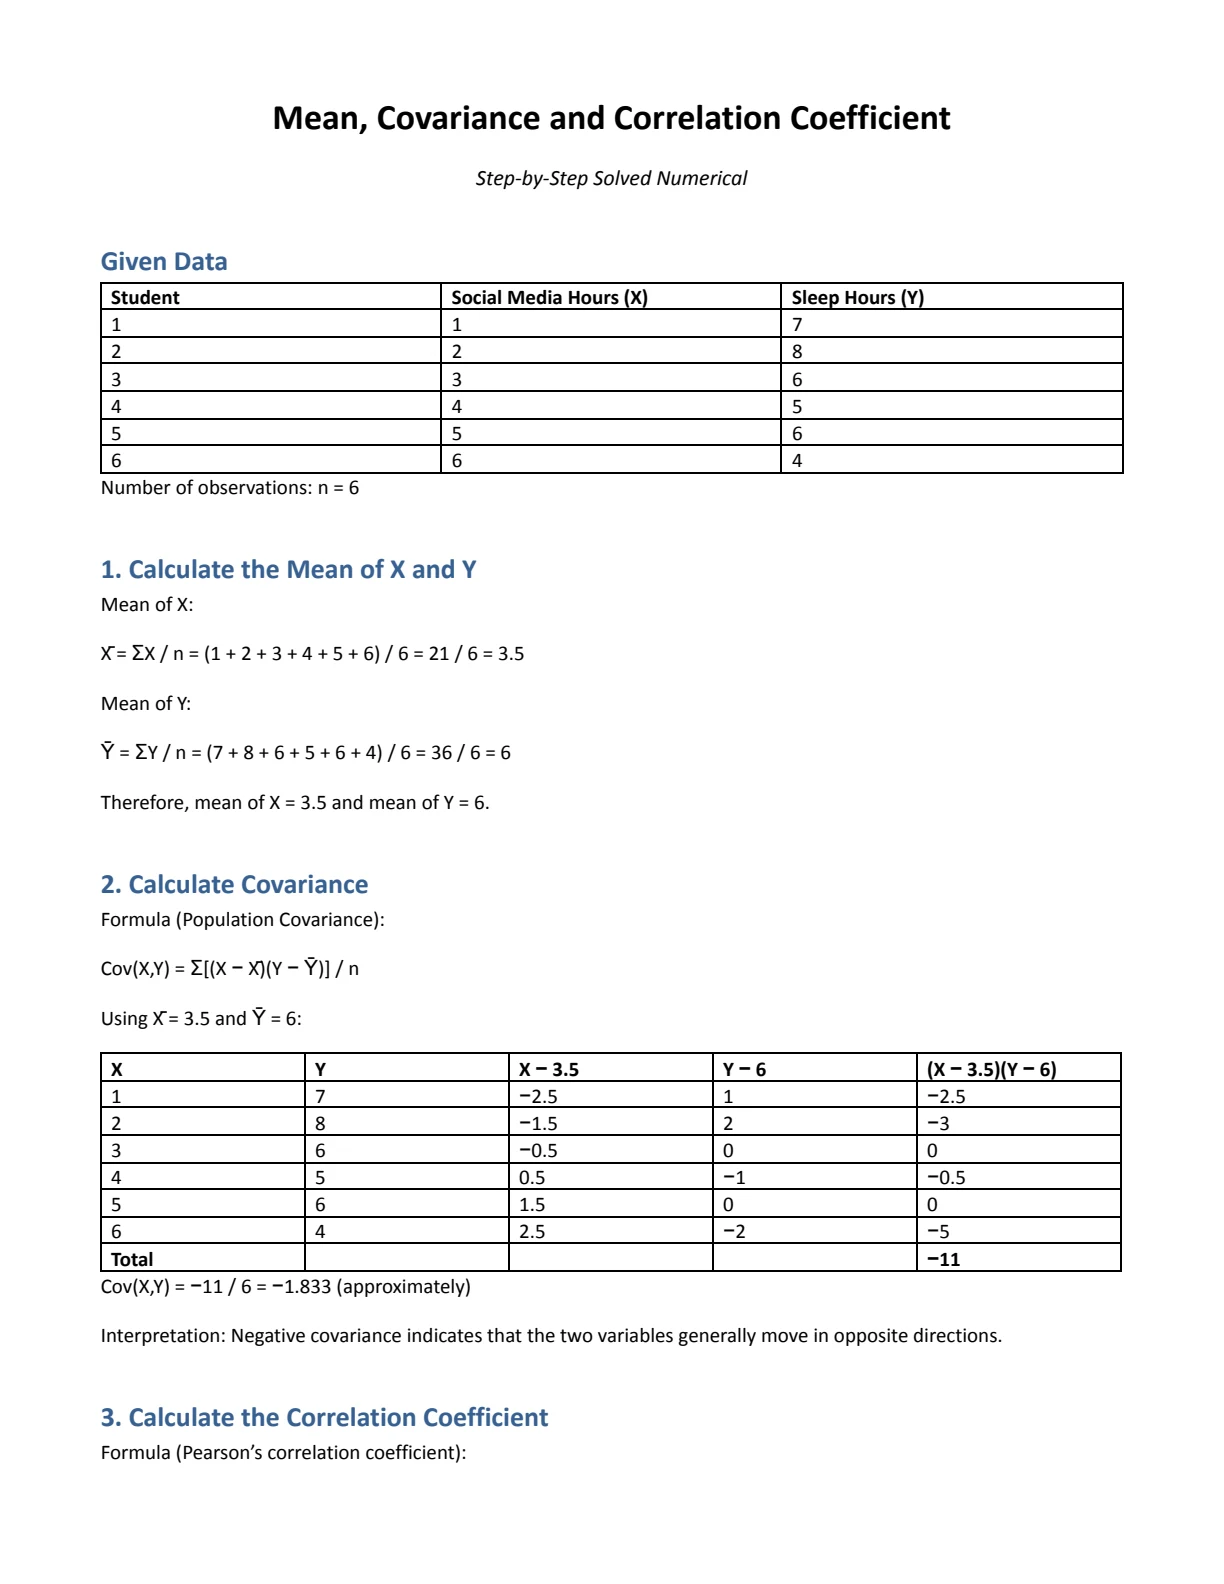 Mean, Covariance and Correlation Coefficient
Step-by-Step Solved Numerical
Given Data
Student Social Media Hours (X) Sleep Hours (Y)
1 1 7
2 2 8
3 3 6
4 4 5
5 5 6
6 6 4
Number of observations: n = 6
1. Calculate the Mean of X and Y
Mean of X:
X̄ = ΣX / n = (1 + 2 + 3 + 4 + 5 + 6) / 6 = 21 / 6 = 3.5
Mean of Y:
Ȳ = ΣY / n = (7 + 8 + 6 + 5 + 6 + 4) / 6 = 36 / 6 = 6
Therefore, mean of X = 3.5 and mean of Y = 6.
2. Calculate Covariance
Formula (Population Covariance):
Cov(X,Y) = Σ[(X − X̄)(Y − Ȳ)] / n
Using X̄ = 3.5 and Ȳ = 6:
X Y X − 3.5 Y − 6 (X − 3.5)(Y − 6)
1 7 −2.5 1 −2.5
2 8 −1.5 2 −3
3 6 −0.5 0 0
4 5 0.5 −1 −0.5
5 6 1.5 0 0
6 4 2.5 −2 −5
Total −11
Cov(X,Y) = −11 / 6 = −1.833 (approximately)
Interpretation: Negative covariance indicates that the two variables generally move in opposite directions.
3. Calculate the Correlation Coefficient
Formula (Pearson’s correlation coefficient):